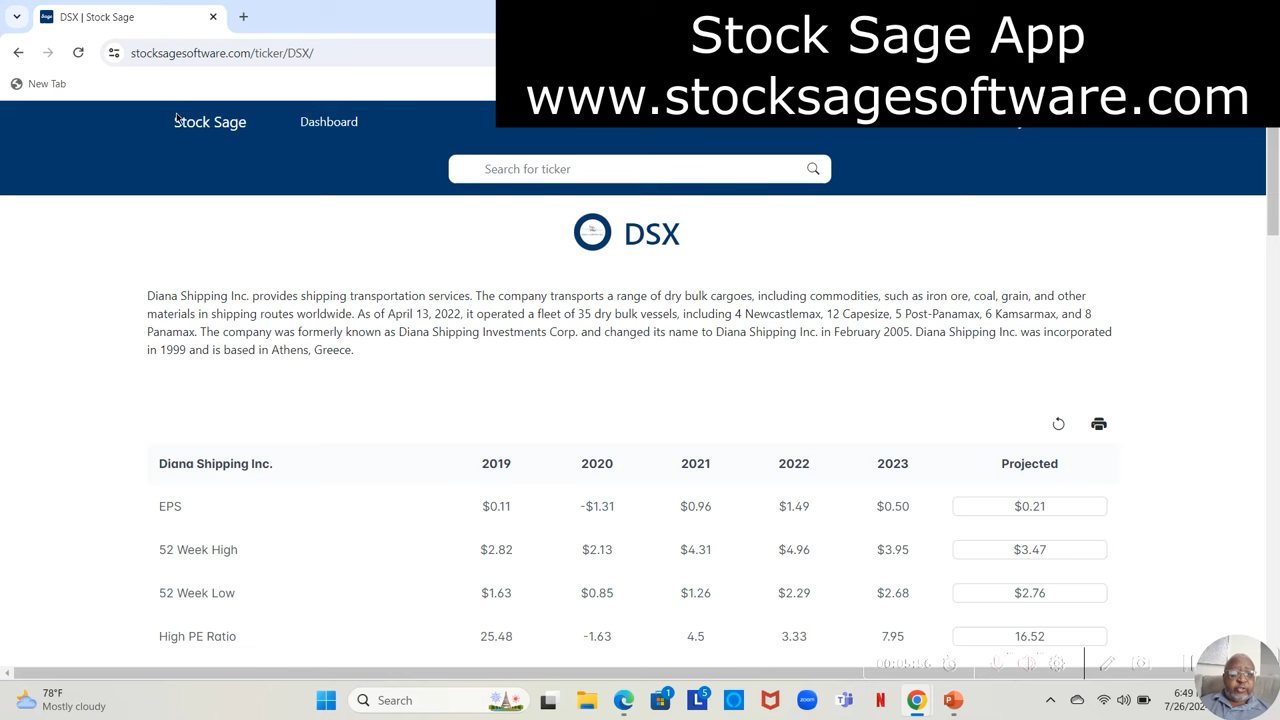 DSX | Stock Sage
Stock Sage App
www.stocksagesoftware.com
stocksagesoftware.com/ticker/DSX/
New Tab
Stock Sage
Dashboard
Search for ticker
DSX
Diana Shipping Inc. provides shipping transportation services. The company transports a range of dry bulk cargoes, including commodities, such as iron ore, coal, grain, and other
materials in shipping routes worldwide. As of April 13, 2022, it operated a fleet of 35 dry bulk vessels, including 4 Newcastlemax, 12 Capesize, 5 Post-Panamax, 6 Kamsarmax, and 8
Panamax. The company was formerly known as Diana Shipping Investments Corp. and changed its name to Diana Shipping Inc. in February 2005. Diana Shipping Inc. was incorporated
in 1999 and is based in Athens, Greece.
Diana Shipping Inc. 2019 2020 2021 2022 2023 Projected
EPS $0.11 -$1.31 $0.96 $1.49 $0.50 $0.21
52 Week High $2.82 $2.13 $4.31 $4.96 $3.95 $3.47
52 Week Low $1.63 $0.85 $1.26 $2.29 $2.68 $2.76
High PE Ratio 25.48 -1.63 4.5 3.33 7.95 16.52
78°F
Mostly cloudy
Search
1
5
6:49
7/26/202